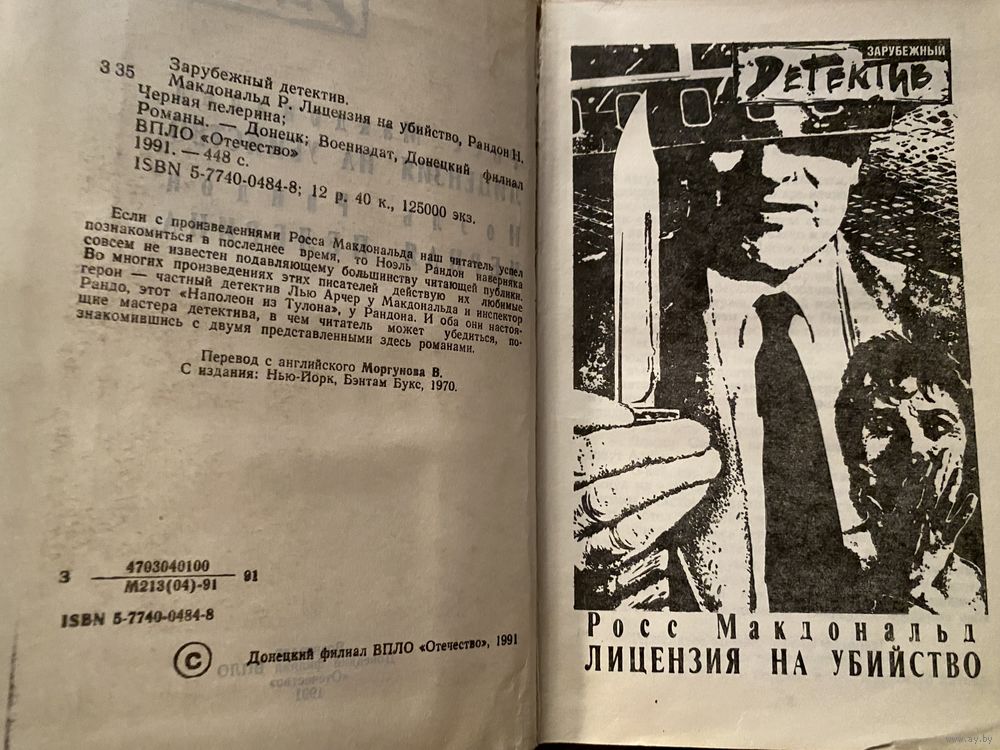 З 35
Зарубежный детектив.
Макдональд Р. Лицензия на убийство, Рандон Н.
Черная пелерина;
Романы. — Донецк; Воениздат, Донецкий филиал
ВПЛО «Отечество»
1991. — 448 с.
ISBN 5-7740-0484-8; 12 р. 40 к., 125000 экз.
Если с произведениями Росса Макдональда наш читатель успел
познакомиться в последнее время, то Ноэль Рандон наверняка
совсем не известен подавляющему большинству читающей публики.
Во многих произведениях этих писателей действую их любимые
герои — частный детектив Лью Арчер у Макдональда и инспектор
Рандо, этот «Наполеон из Тулона», у Рандона. И оба они настоя-
щие мастера детектива, в чем читатель может убедиться, по-
знакомившись с двумя представленными здесь романами.
Перевод с английского Моргунова В.
С издания: Нью-Йорк, Бэнтам Букс, 1970.
З 4703040100 91
М213(04)-91
ISBN 5-7740-0484-8
© Донецкий филиал ВПЛО «Отечество», 1991
ЗАРУБЕЖНЫЙ
ДЕТЕКТИВ
Росс Макдональд
ЛИЦЕНЗИЯ НА УБИЙСТВО
www.ay.by